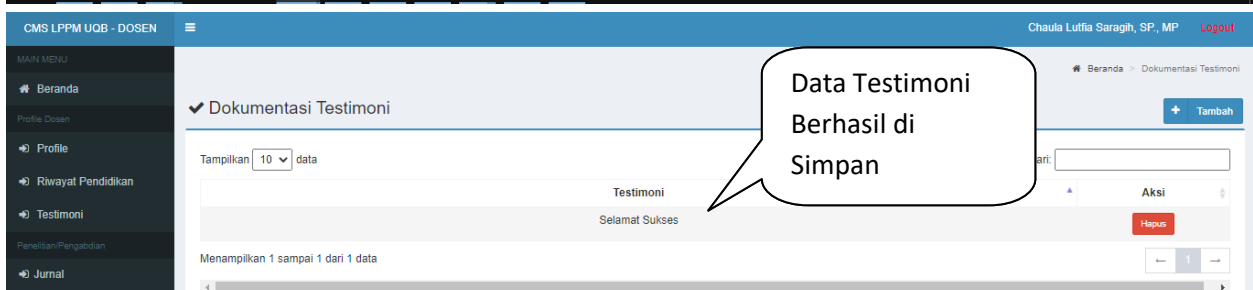 CMS LPPM UQB - DOSEN
Chaula Lutfia Saragih, SP., MP Logout
MAIN MENU
Beranda > Dokumentasi Testimoni
Beranda
Profile Dosen
Dokumentasi Testimoni
Tambah
Data Testimoni
Berhasil di
Simpan
Profile
Riwayat Pendidikan
Testimoni
Penelitian/Pengabdian
Jurnal
Tampilkan 10 data
ari:
Testimoni Aksi
Selamat Sukses Hapus
Menampilkan 1 sampai 1 dari 1 data
← 1 →